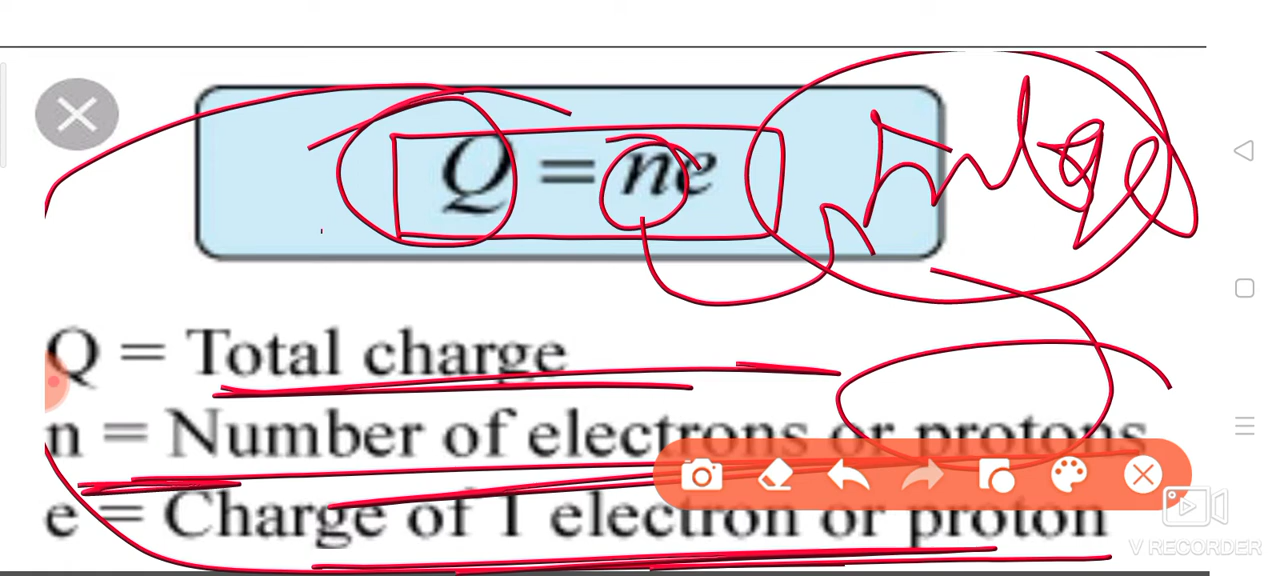 Q = ne
Q = Total charge
n = Number of electrons or protons
e = Charge of 1 electron or proton
V RECORDER